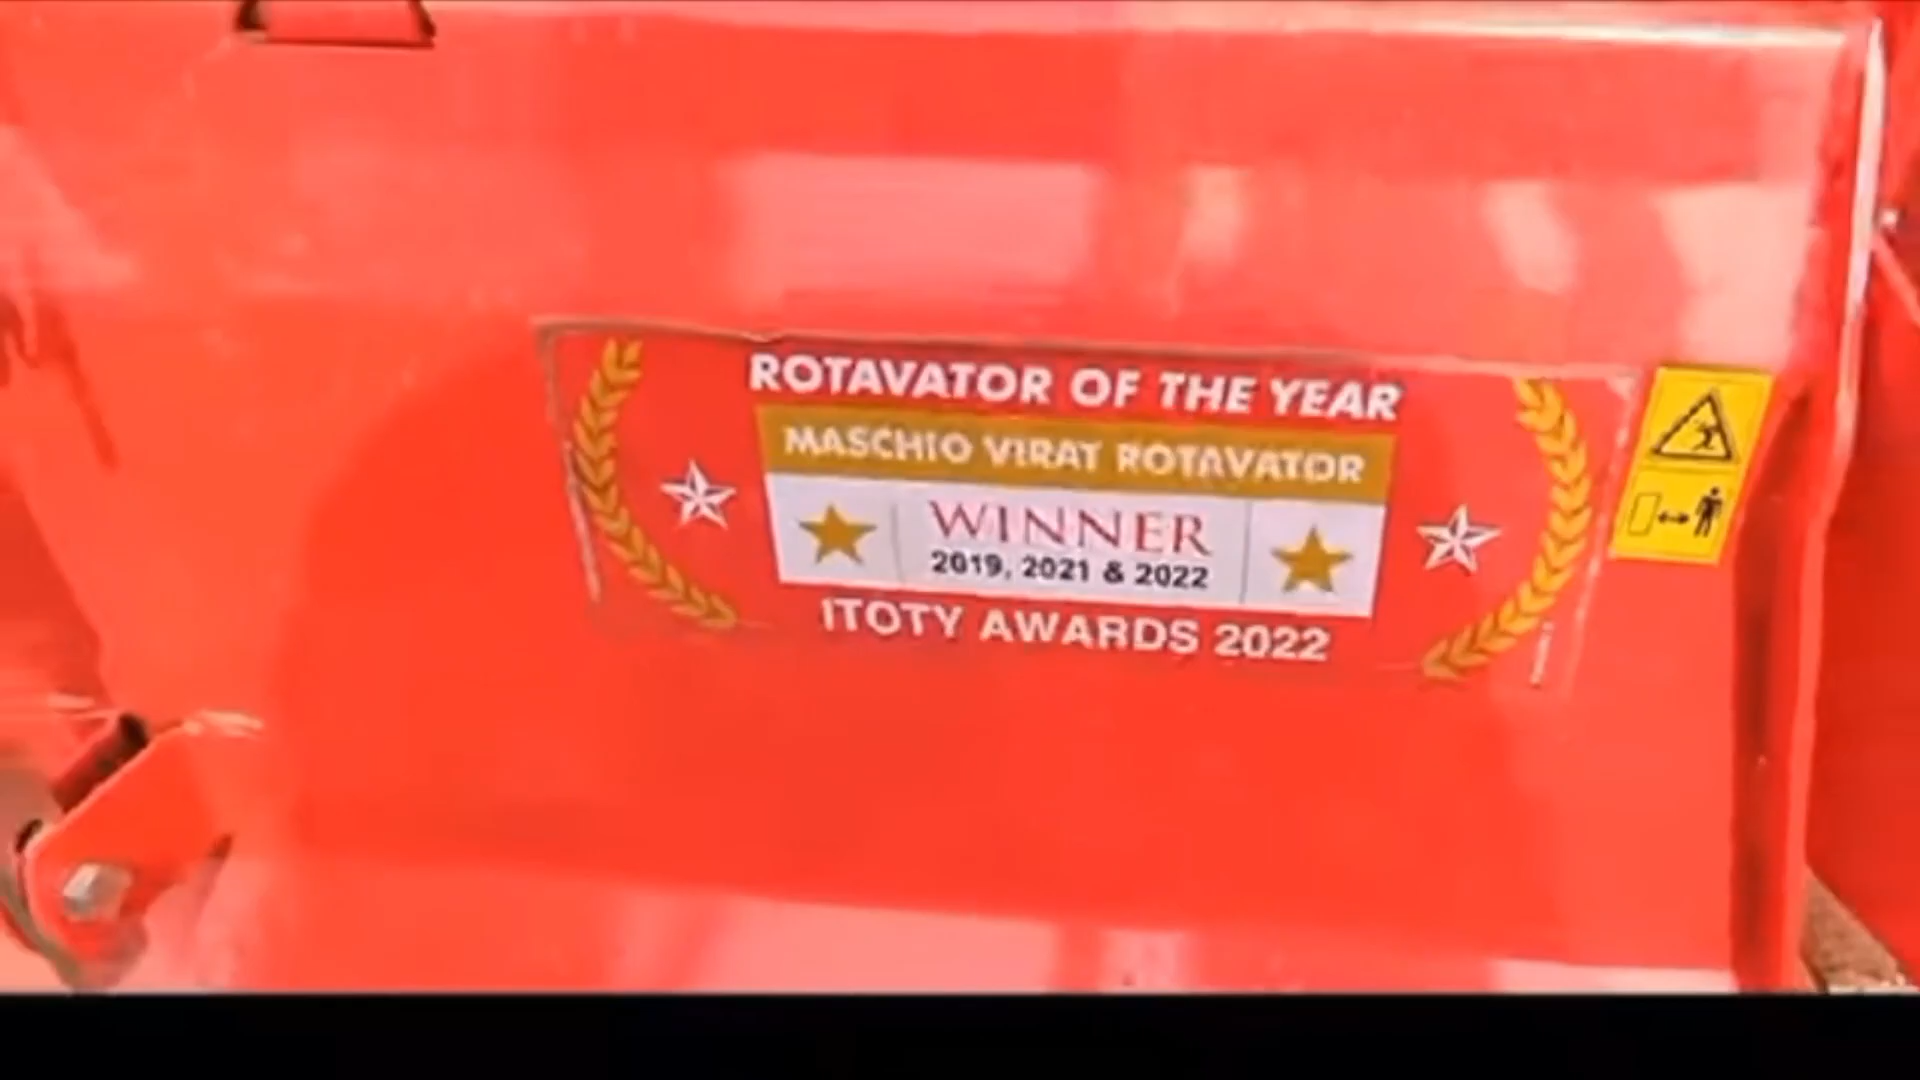 ROTAVATOR OF THE YEAR
MASCHIO VIRAT ROTAVATOR
WINNER
2019, 2021 & 2022
ITOTY AWARDS 2022